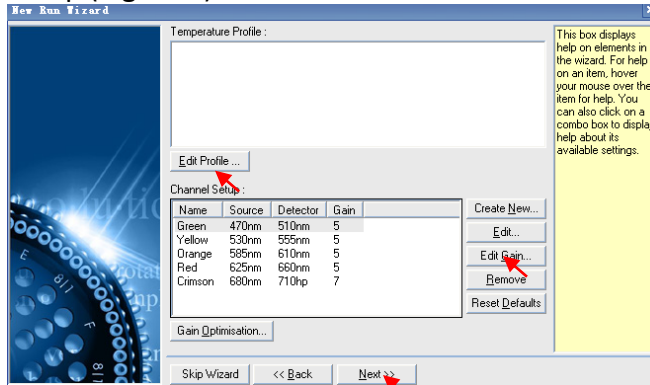 New Run Wizard
Temperature Profile :
This box displays
help on elements in
the wizard. For help
on an item, hover
your mouse over the
item for help. You
can also click on a
combo box to display
help about its
available settings.
Edit Profile ...
Channel Setup :
Name Source Detector Gain
Green 470nm 510nm 5
Yellow 530nm 555nm 5
Orange 585nm 610nm 5
Red 625nm 660nm 5
Crimson 680nm 710hp 7
Create New...
Edit...
Edit Gain...
Remove
Reset Defaults
Gain Optimisation...
Skip Wizard
<< Back
Next >>